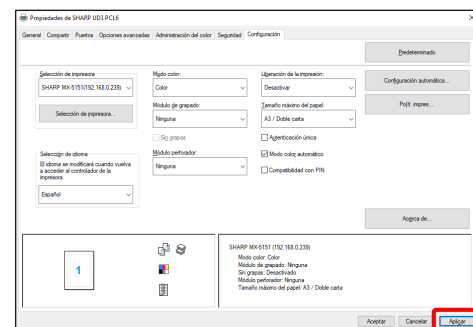 Propiedades de SHARP UD3 PCL6
General Compartir Puertos Opciones avanzadas Administración del color Seguridad Configuración
Predeterminado
Selección de impresora
SHARP MX-5151(192.168.0.239)
Selección de impresora...
Modo color:
Color
Liberación de la impresión:
Desactivar
Configuración automática...
Módulo de grapado:
Ninguna
Tamaño máximo del papel:
A3 / Doble carta
Polít. impres....
Sin grapas
Autenticación única
Selección de idioma
El idioma se modificará cuando vuelva
a acceder al controlador de la
impresora.
Español
Módulo perforador:
Ninguna
Modo color automático
Compatibilidad con PIN
Acerca de...
1
SHARP MX-5151 (192.168.0.239)
Modo color: Color
Módulo de grapado: Ninguna
Sin grapas: Desactivado
Módulo perforador: Ninguna
Tamaño máximo del papel: A3 / Doble carta
Aceptar Cancelar Aplicar